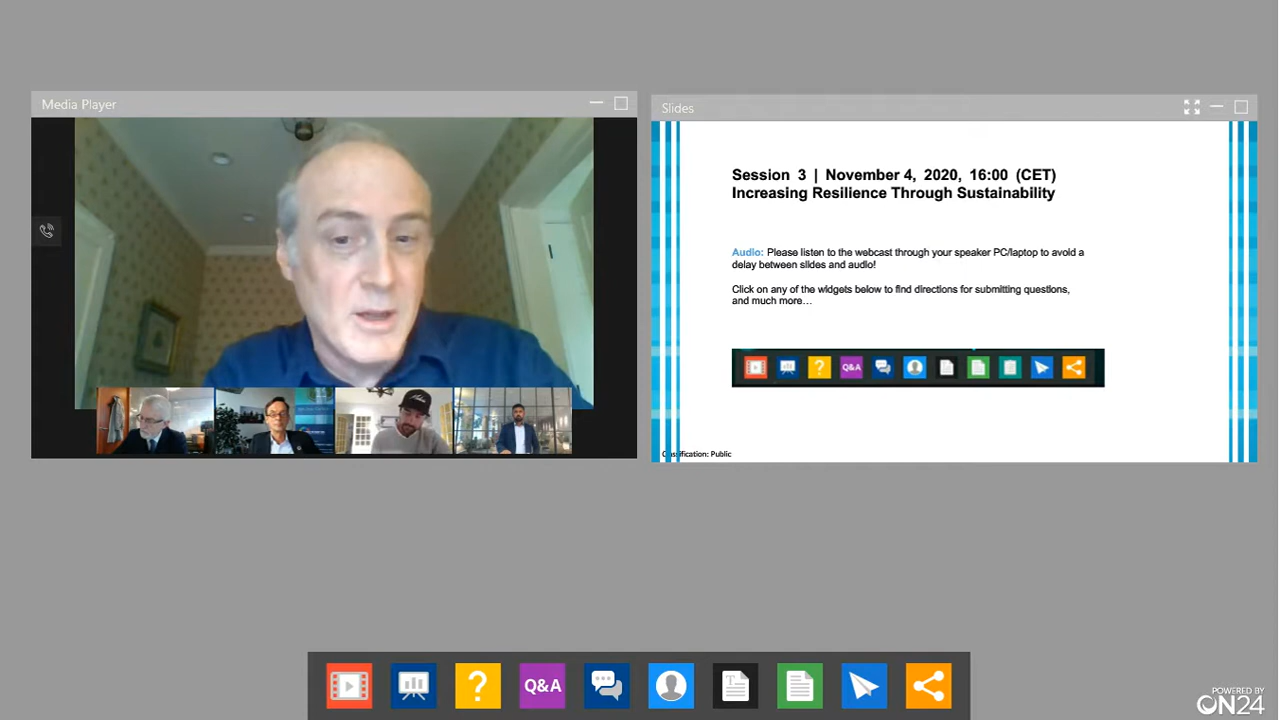 Media Player
Slides
Session 3 | November 4, 2020, 16:00 (CET)
Increasing Resilience Through Sustainability
Audio: Please listen to the webcast through your speaker PC/laptop to avoid a
delay between slides and audio!
Click on any of the widgets below to find directions for submitting questions,
and much more...
?
Q&A
Classification: Public
?
Q&A
T
POWERED BY
ON24